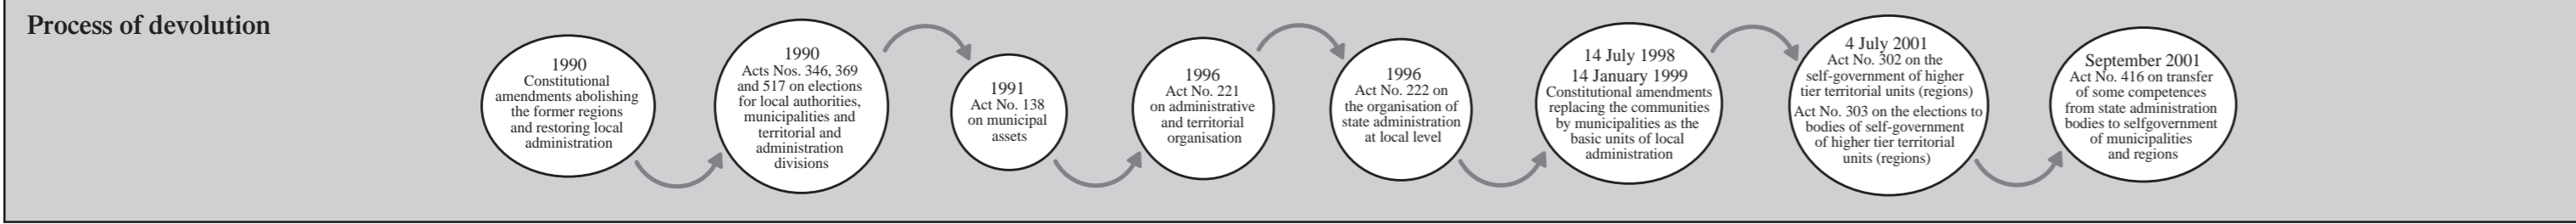 Process of devolution
1990
Constitutional
amendments abolishing
the former regions
and restoring local
administration
1990
Acts Nos. 346, 369
and 517 on elections
for local authorities,
municipalities and
territorial and
administration
divisions
1991
Act No. 138
on municipal
assets
1996
Act No. 221
on administrative
and territorial
organisation
1996
Act No. 222 on
the organisation of
state administration
at local level
14 July 1998
14 January 1999
Constitutional amendments
replacing the communities
by municipalities as the
basic units of local
administration
4 July 2001
Act No. 302 on the
self-government of higher
tier territorial units (regions)
Act No. 303 on the elections to
bodies of self-government
of higher tier territorial
units (regions)
September 2001
Act No. 416 on transfer
of some competences
from state administration
bodies to selfgovernment
of municipalities
and regions